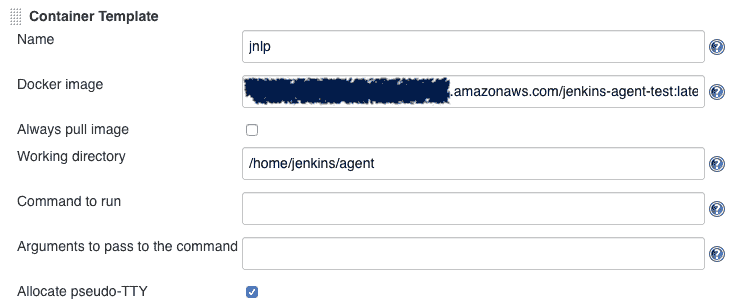 Container Template
Name
jnlp
Docker image
.amazonaws.com/jenkins-agent-test:late
Always pull image
Working directory
/home/jenkins/agent
Command to run
Arguments to pass to the command
Allocate pseudo-TTY